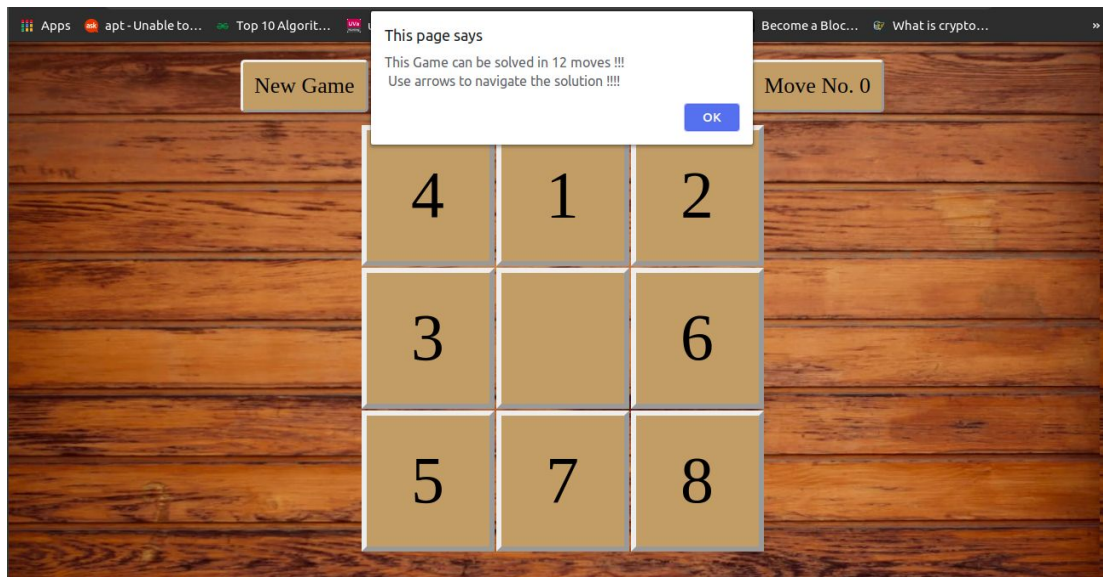 Apps apt - Unable to... Top 10 Algorit... Become a Bloc... What is crypto... »
This page says
This Game can be solved in 12 moves !!!
Use arrows to navigate the solution !!!!
OK
New Game Move No. 0
4 1 2
3 6
5 7 8